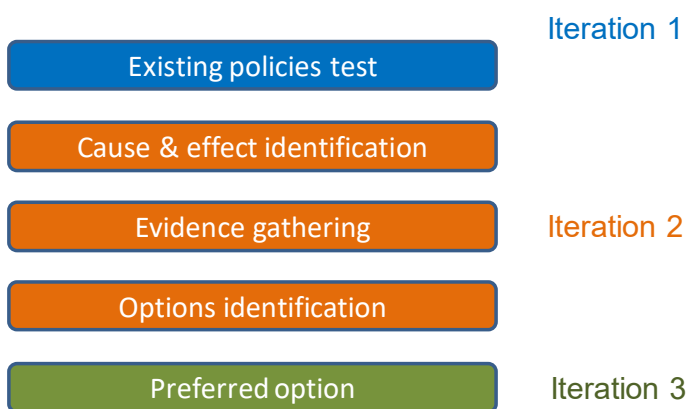 Iteration 1
Existing policies test
Cause & effect identification
Evidence gathering
Iteration 2
Options identification
Preferred option
Iteration 3